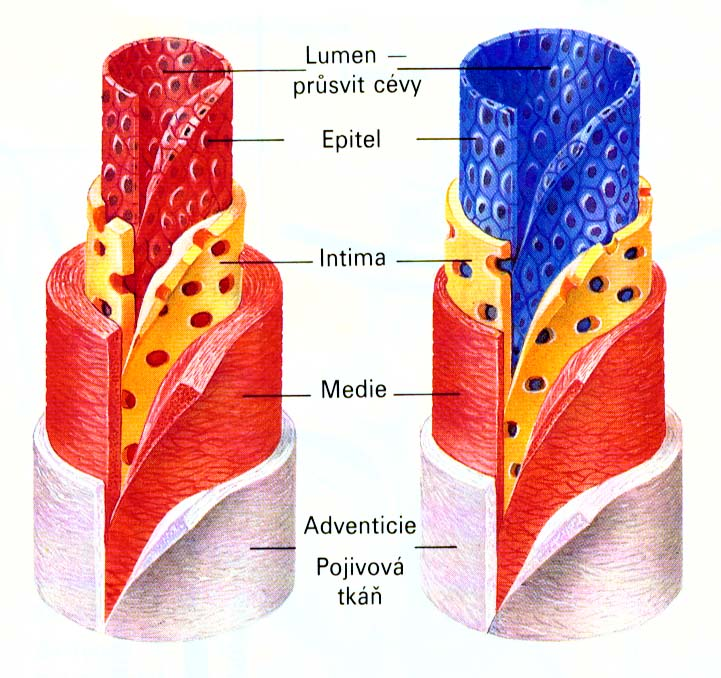 Lumen –
průsvit cévy
Epitel
Intima
Medie
Adventicie
Pojivová
tkáň